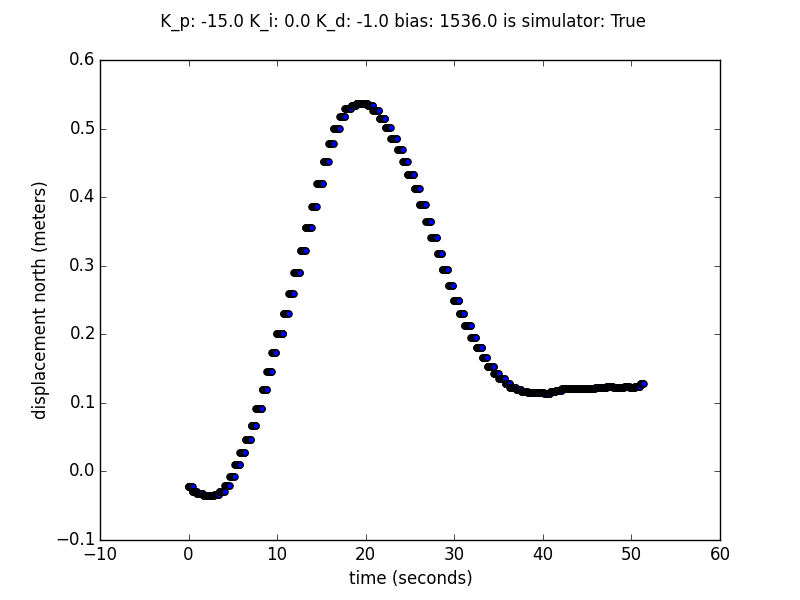 K_p: -15.0 K_i: 0.0 K_d: -1.0 bias: 1536.0 is simulator: True
0.6
0.5
0.4
0.3
0.2
0.1
0.0
−0.1
displacement north (meters)
−10 0 10 20 30 40 50 60
time (seconds)